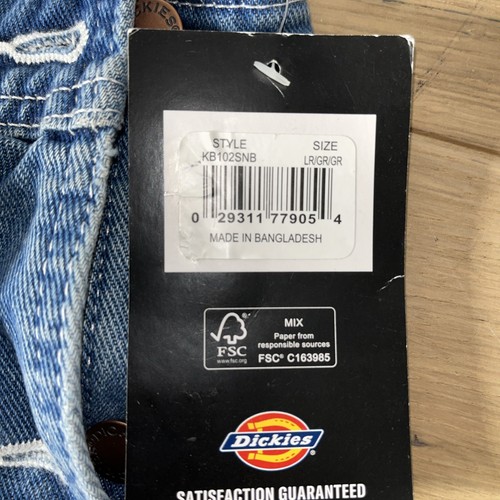 DICKIES
STYLE SIZE
KB102SNB LR/GR/GR
0 29311 77905 4
MADE IN BANGLADESH
FSC
www.fsc.org
MIX
Paper from
responsible sources
FSC® C163985
Dickies
SATISFACTION GUARANTEED